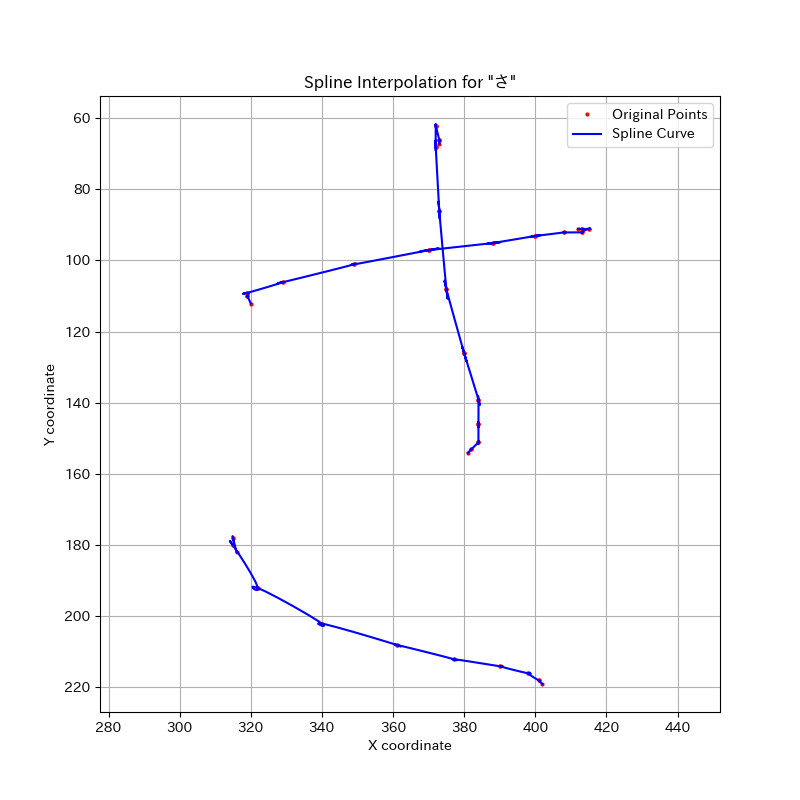 Spline Interpolation for "さ"
Original Points
Spline Curve
Y coordinate
60
80
100
120
140
160
180
200
220
280 300 320 340 360 380 400 420 440
X coordinate